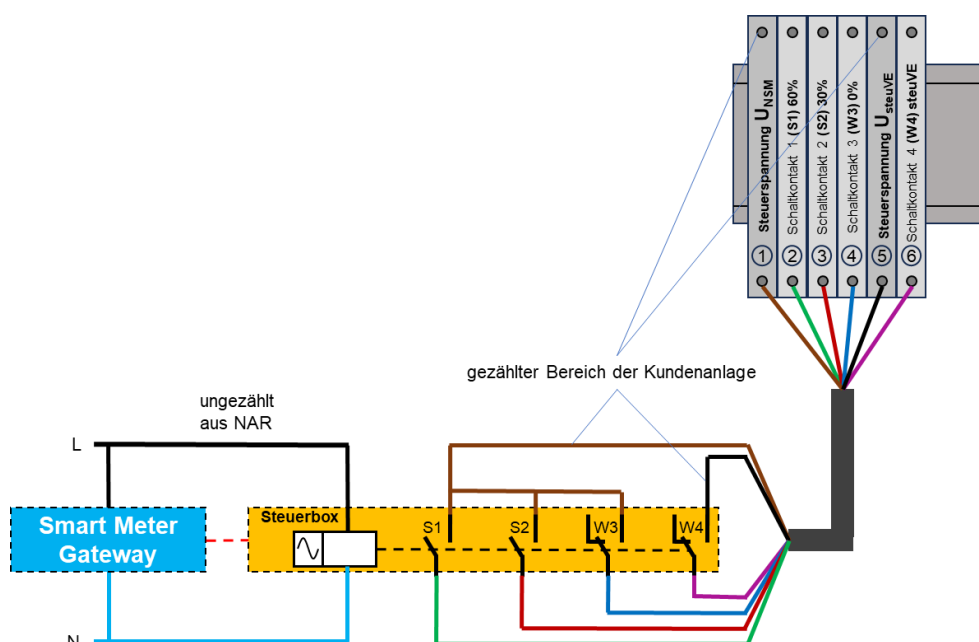 Steuerspannung U_NSM
Schaltkontakt 1 (S1) 60%
Schaltkontakt 2 (S2) 30%
Schaltkontakt 3 (W3) 0%
Steuerspannung U_steuVE
Schaltkontakt 4 (W4) steuVE
1 2 3 4 5 6
gezählter Bereich der Kundenanlage
ungezählt
aus NAR
L
Smart Meter
Gateway
Steuerbox
S1 S2 W3 W4
N